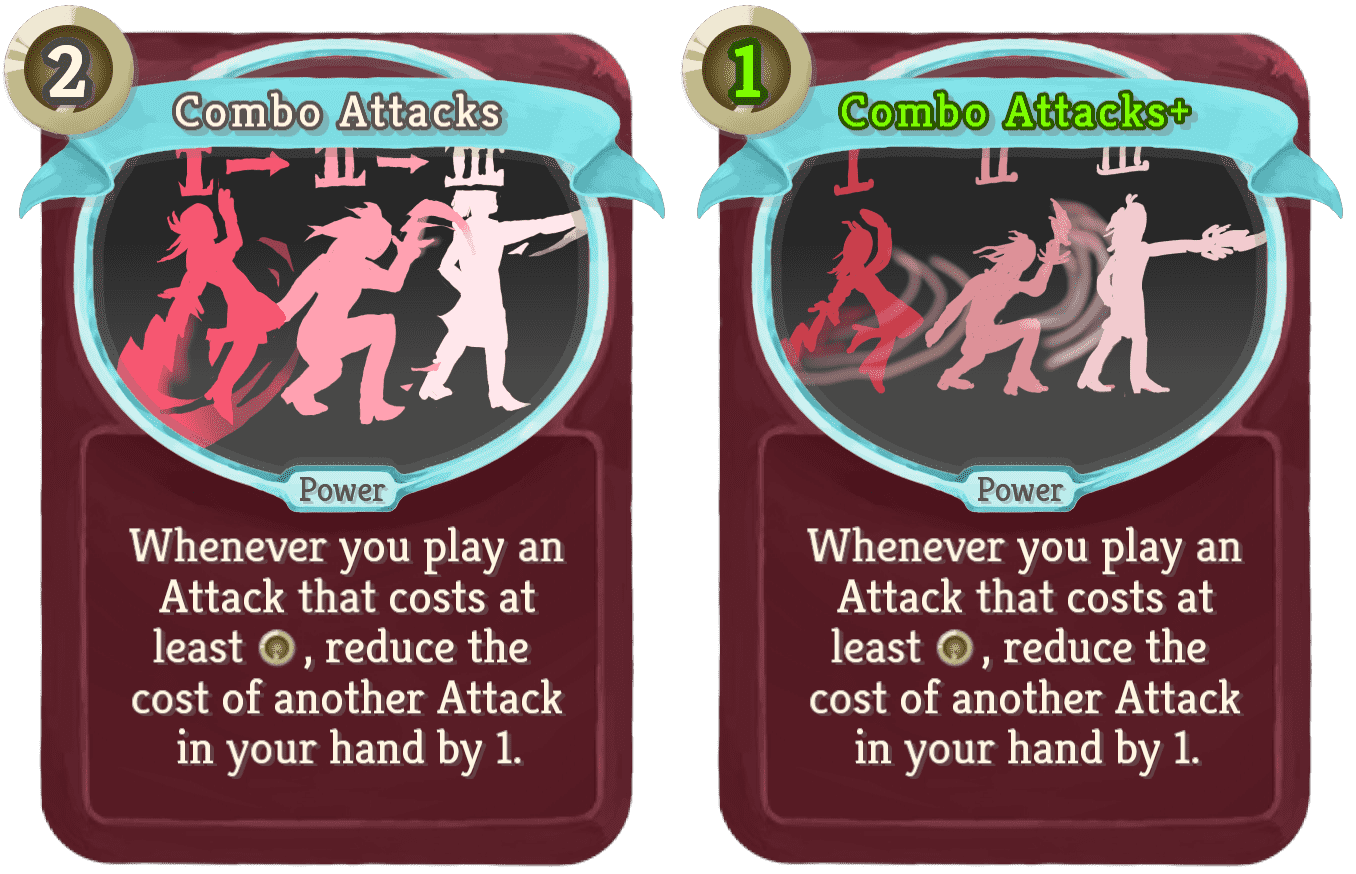 2
Combo Attacks
I II III
Power
Whenever you play an
Attack that costs at
least , reduce the
cost of another Attack
in your hand by 1.
1
Combo Attacks+
I II III
Power
Whenever you play an
Attack that costs at
least , reduce the
cost of another Attack
in your hand by 1.